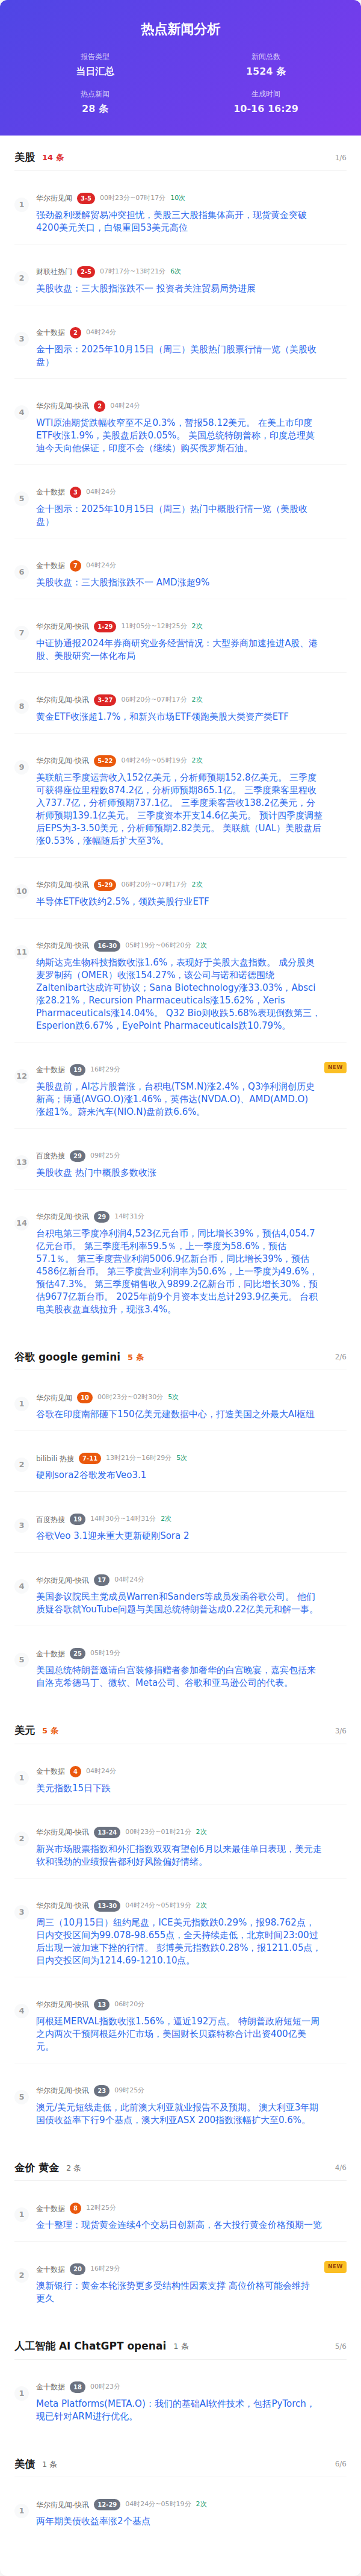 热点新闻分析
报告类型
当日汇总
新闻总数
1524 条
热点新闻
28 条
生成时间
10-16 16:29
美股 14 条 1/6
1
华尔街见闻 3-5 00时23分~07时17分 10次
强劲盈利缓解贸易冲突担忧，美股三大股指集体高开，现货黄金突破
4200美元关口，白银重回53美元高位
2
财联社热门 2-5 07时17分~13时21分 6次
美股收盘：三大股指涨跌不一 投资者关注贸易局势进展
3
金十数据 2 04时24分
金十图示：2025年10月15日（周三）美股热门股票行情一览（美股收
盘）
4
华尔街见闻-快讯 2 04时24分
WTI原油期货跌幅收窄至不足0.3%，暂报58.12美元。 在美上市印度
ETF收涨1.9%，美股盘后跌0.05%。 美国总统特朗普称，印度总理莫
迪今天向他保证，印度不会（继续）购买俄罗斯石油。
5
金十数据 3 04时24分
金十图示：2025年10月15日（周三）热门中概股行情一览（美股收
盘）
6
金十数据 7 04时24分
美股收盘：三大股指涨跌不一 AMD涨超9%
7
华尔街见闻-快讯 1-29 11时05分~12时25分 2次
中证协通报2024年券商研究业务经营情况：大型券商加速推进A股、港
股、美股研究一体化布局
8
华尔街见闻-快讯 3-27 06时20分~07时17分 2次
黄金ETF收涨超1.7%，和新兴市场ETF领跑美股大类资产类ETF
9
华尔街见闻-快讯 5-22 04时24分~05时19分 2次
美联航三季度运营收入152亿美元，分析师预期152.8亿美元。 三季度
可获得座位里程数874.2亿，分析师预期865.1亿。 三季度乘客里程收
入737.7亿，分析师预期737.1亿。 三季度乘客营收138.2亿美元，分
析师预期139.1亿美元。 三季度资本开支14.6亿美元。 预计四季度调整
后EPS为3-3.50美元，分析师预期2.82美元。 美联航（UAL）美股盘后
涨0.53%，涨幅随后扩大至3%。
10
华尔街见闻-快讯 5-29 06时20分~07时17分 2次
半导体ETF收跌约2.5%，领跌美股行业ETF
11
华尔街见闻-快讯 16-30 05时19分~06时20分 2次
纳斯达克生物科技指数收涨1.6%，表现好于美股大盘指数。 成分股奥
麦罗制药（OMER）收涨154.27%，该公司与诺和诺德围绕
Zaltenibart达成许可协议；Sana Biotechnology涨33.03%，Absci
涨28.21%，Recursion Pharmaceuticals涨15.62%，Xeris
Pharmaceuticals涨14.04%。 Q32 Bio则收跌5.68%表现倒数第三，
Esperion跌6.67%，EyePoint Pharmaceuticals跌10.79%。
12
金十数据 19 16时29分 NEW
美股盘前，AI芯片股普涨，台积电(TSM.N)涨2.4%，Q3净利润创历史
新高；博通(AVGO.O)涨1.46%，英伟达(NVDA.O)、AMD(AMD.O)
涨超1%。蔚来汽车(NIO.N)盘前跌6.6%。
13
百度热搜 29 09时25分
美股收盘 热门中概股多数收涨
14
华尔街见闻-快讯 29 14时31分
台积电第三季度净利润4,523亿元台币，同比增长39%，预估4,054.7
亿元台币。 第三季度毛利率59.5％，上一季度为58.6%，预估
57.1％。 第三季度营业利润5006.9亿新台币，同比增长39%，预估
4586亿新台币。 第三季度营业利润率为50.6%，上一季度为49.6%，
预估47.3%。 第三季度销售收入9899.2亿新台币，同比增长30%，预
估9677亿新台币。 2025年前9个月资本支出总计293.9亿美元。 台积
电美股夜盘直线拉升，现涨3.4%。
谷歌 google gemini 5 条 2/6
1
华尔街见闻 10 00时23分~02时30分 5次
谷歌在印度南部砸下150亿美元建数据中心，打造美国之外最大AI枢纽
2
bilibili 热搜 7-11 13时21分~16时29分 5次
硬刚sora2谷歌发布Veo3.1
3
百度热搜 19 14时30分~14时31分 2次
谷歌Veo 3.1迎来重大更新硬刚Sora 2
4
华尔街见闻-快讯 17 04时24分
美国参议院民主党成员Warren和Sanders等成员发函谷歌公司。 他们
质疑谷歌就YouTube问题与美国总统特朗普达成0.22亿美元和解一事。
5
金十数据 25 05时19分
美国总统特朗普邀请白宫装修捐赠者参加奢华的白宫晚宴，嘉宾包括来
自洛克希德马丁、微软、Meta公司、谷歌和亚马逊公司的代表。
美元 5 条 3/6
1
金十数据 4 04时24分
美元指数15日下跌
2
华尔街见闻-快讯 13-24 00时23分~01时21分 2次
新兴市场股票指数和外汇指数双双有望创6月以来最佳单日表现，美元走
软和强劲的业绩报告都利好风险偏好情绪。
3
华尔街见闻-快讯 13-30 04时24分~05时19分 2次
周三（10月15日）纽约尾盘，ICE美元指数跌0.29%，报98.762点，
日内交投区间为99.078-98.655点，全天持续走低，北京时间23:00过
后出现一波加速下挫的行情。 彭博美元指数跌0.28%，报1211.05点，
日内交投区间为1214.69-1210.10点。
4
华尔街见闻-快讯 13 06时20分
阿根廷MERVAL指数收涨1.56%，逼近192万点。 特朗普政府短短一周
之内两次干预阿根廷外汇市场，美国财长贝森特称合计出资400亿美
元。
5
华尔街见闻-快讯 23 09时25分
澳元/美元短线走低，此前澳大利亚就业报告不及预期。 澳大利亚3年期
国债收益率下行9个基点，澳大利亚ASX 200指数涨幅扩大至0.6%。
金价 黄金 2 条 4/6
1
金十数据 8 12时25分
金十整理：现货黄金连续4个交易日创新高，各大投行黄金价格预期一览
2
金十数据 20 16时29分 NEW
澳新银行：黄金本轮涨势更多受结构性因素支撑 高位价格可能会维持
更久
人工智能 AI ChatGPT openai 1 条 5/6
1
金十数据 18 00时23分
Meta Platforms(META.O)：我们的基础AI软件技术，包括PyTorch，
现已针对ARM进行优化。
美债 1 条 6/6
1
华尔街见闻-快讯 12-29 04时24分~05时19分 2次
两年期美债收益率涨2个基点